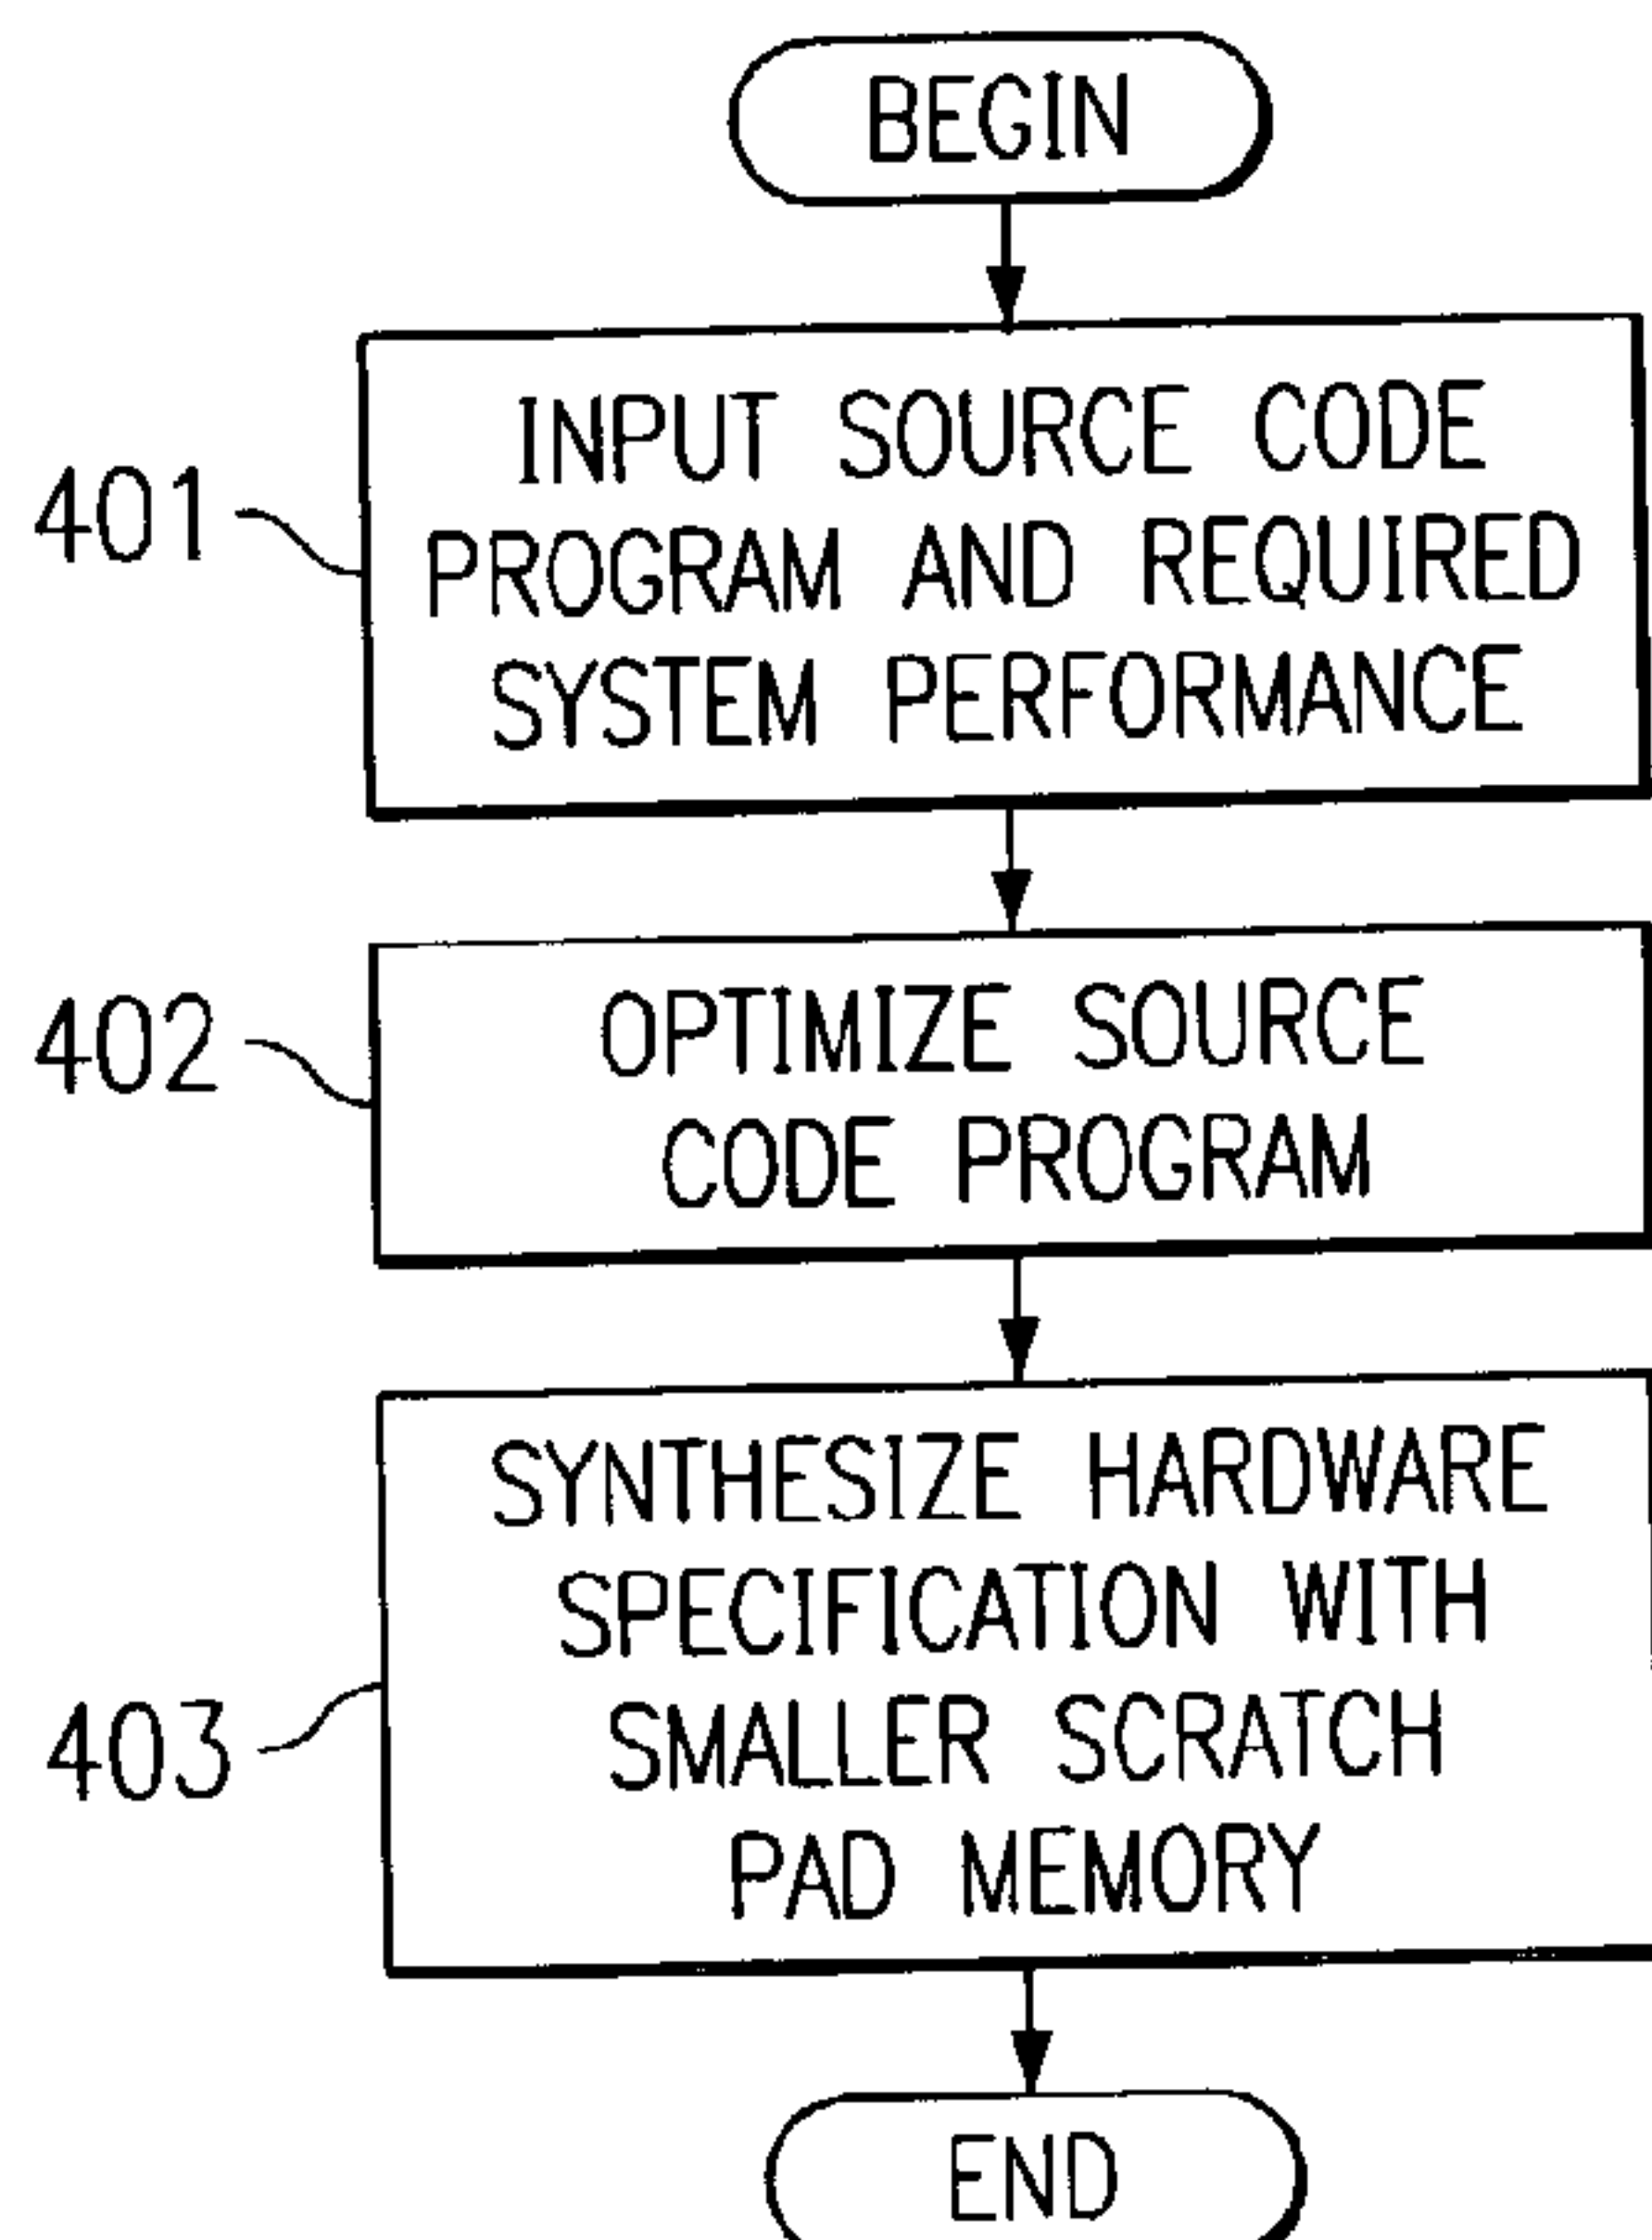 BEGIN
401
INPUT SOURCE CODE
PROGRAM AND REQUIRED
SYSTEM PERFORMANCE
402
OPTIMIZE SOURCE
CODE PROGRAM
403
SYNTHESIZE HARDWARE
SPECIFICATION WITH
SMALLER SCRATCH
PAD MEMORY
END